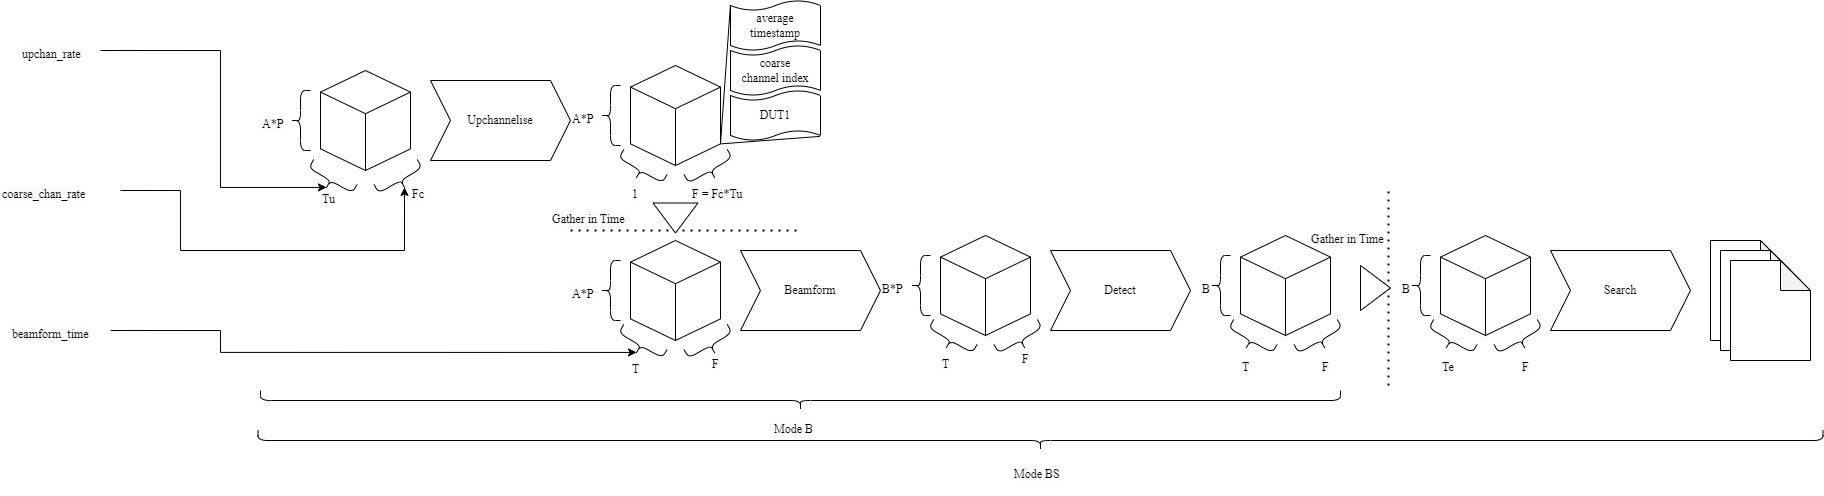 average
timestamp
upchan_rate
coarse
channel index
A*P
Upchannelise
A*P
DUT1
coarse_chan_rate
Tu
Fc
1
F = Fc*Tu
Gather in Time
Gather in Time
A*P
Beamform
B*P
Detect
B
B
Search
beamform_time
T
F
T
F
T
F
Te
F
Mode B
Mode BS